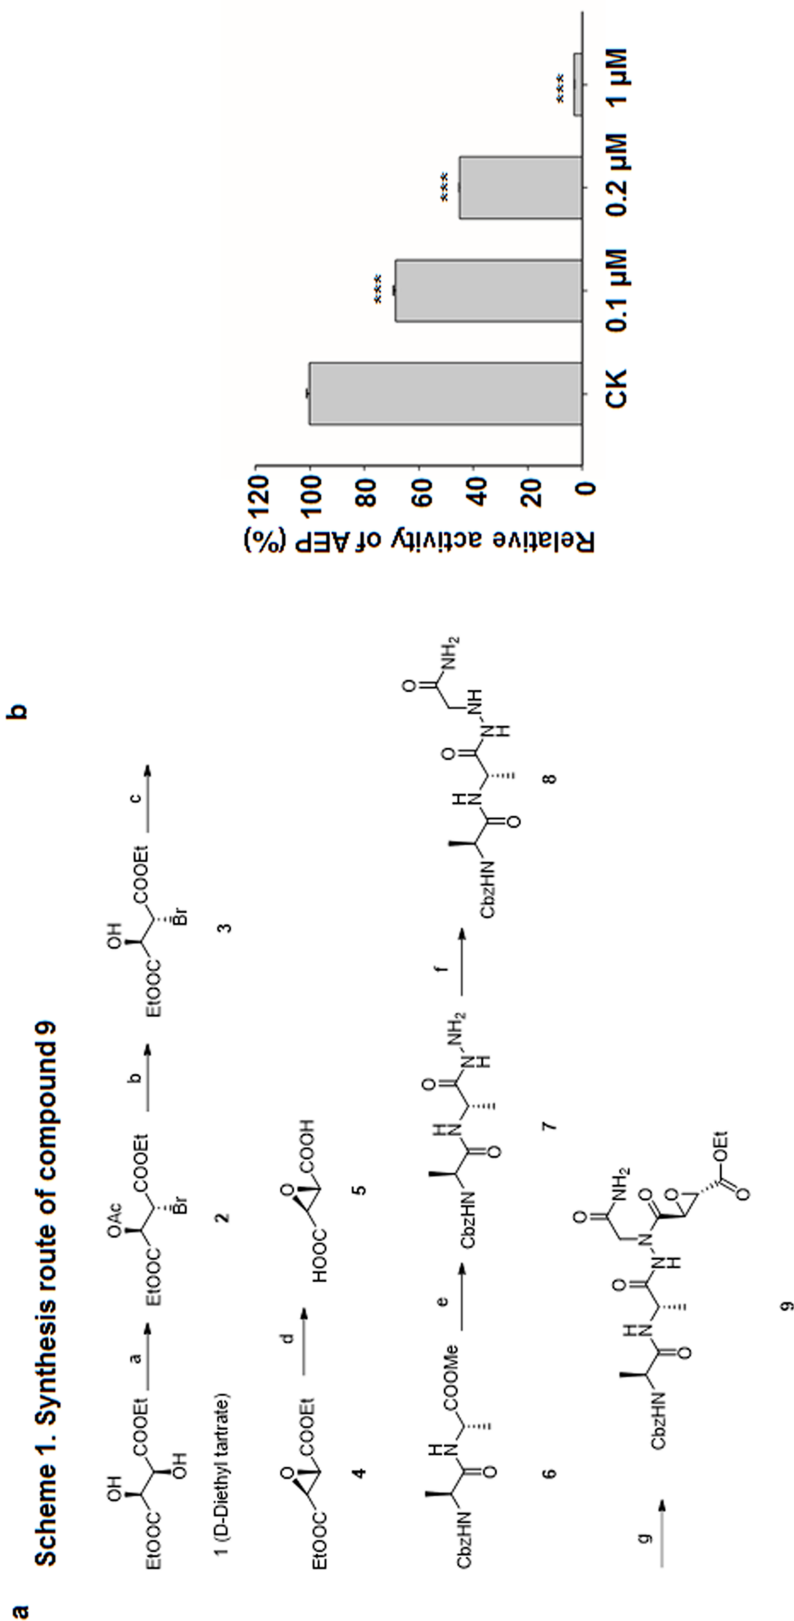 a
Scheme 1. Synthesis route of compound 9
OH
EtOOC
COOEt
OH
1 (D-Diethyl tartrate)
a
OAc
EtOOC
COOEt
Br
2
b
OH
EtOOC
COOEt
Br
3
c
EtOOC
O
COOEt
4
d
HOOC
O
COOH
5
CbzHN
O
H
N
COOMe
6
e
CbzHN
O
H
N
O
N
H
NH2
7
f
CbzHN
O
H
N
O
N
H
NH
O
NH2
8
g
CbzHN
O
H
N
O
N
H
N
O
NH2
O
O
O
OEt
9
b
Relative activity of AEP (%)
120
100
80
60
40
20
0
***
***
***
CK 0.1 μM 0.2 μM 1 μM